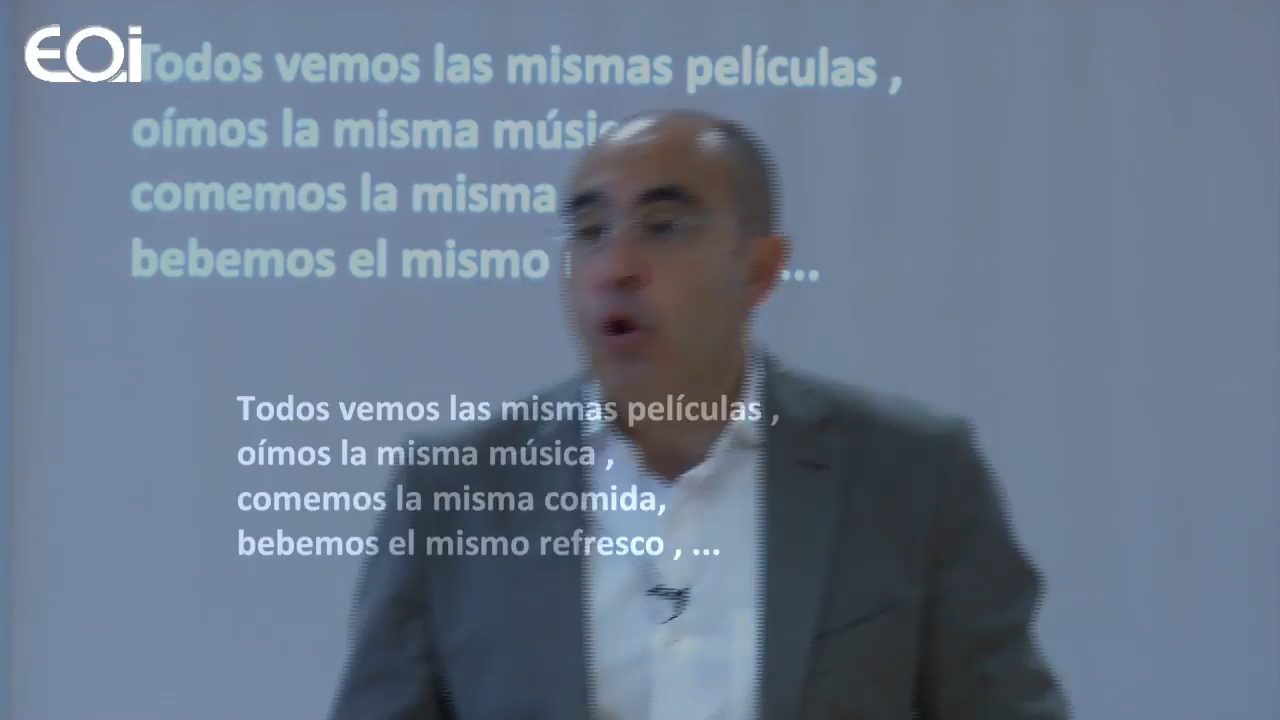 EOi
Todos vemos las mismas películas ,
oímos la misma
comemos la misma
bebemos el mismo ...
Todos vemos las mismas películas ,
oímos la misma música ,
comemos la misma comida,
bebemos el mismo refresco , ...